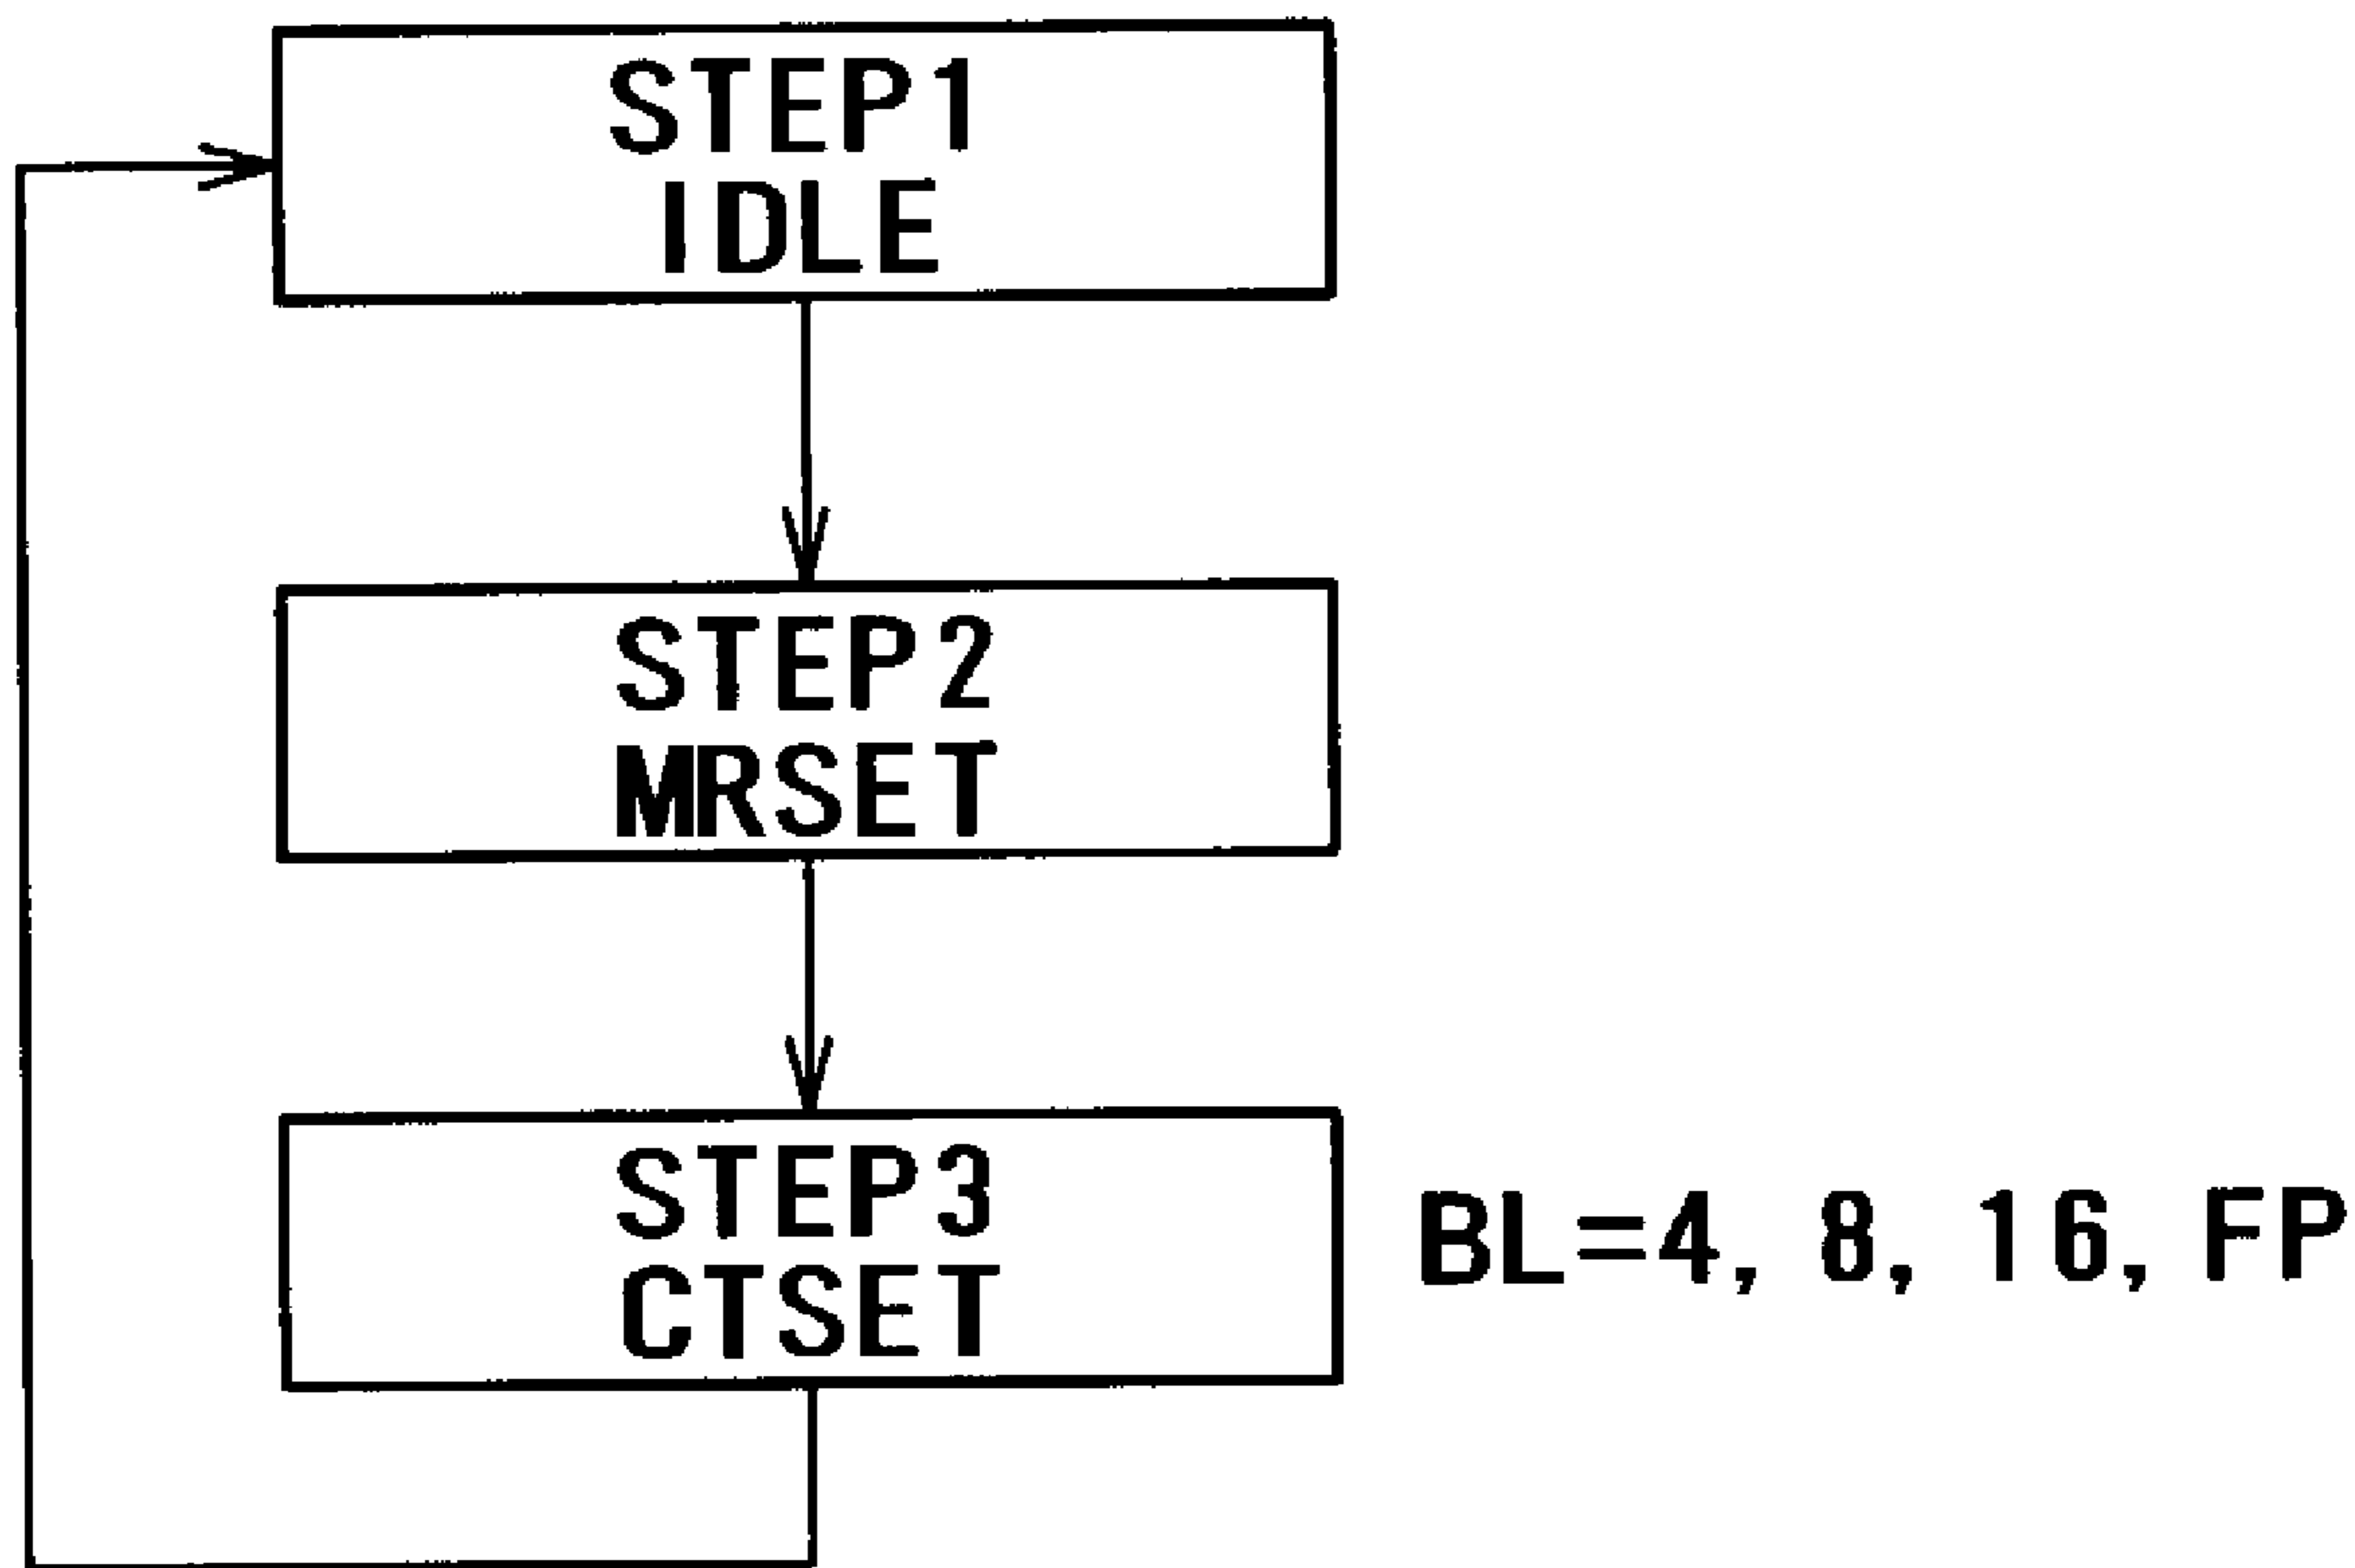 STEP1
IDLE
STEP2
MRSET
STEP3
CTSET
BL=4, 8, 16, FP